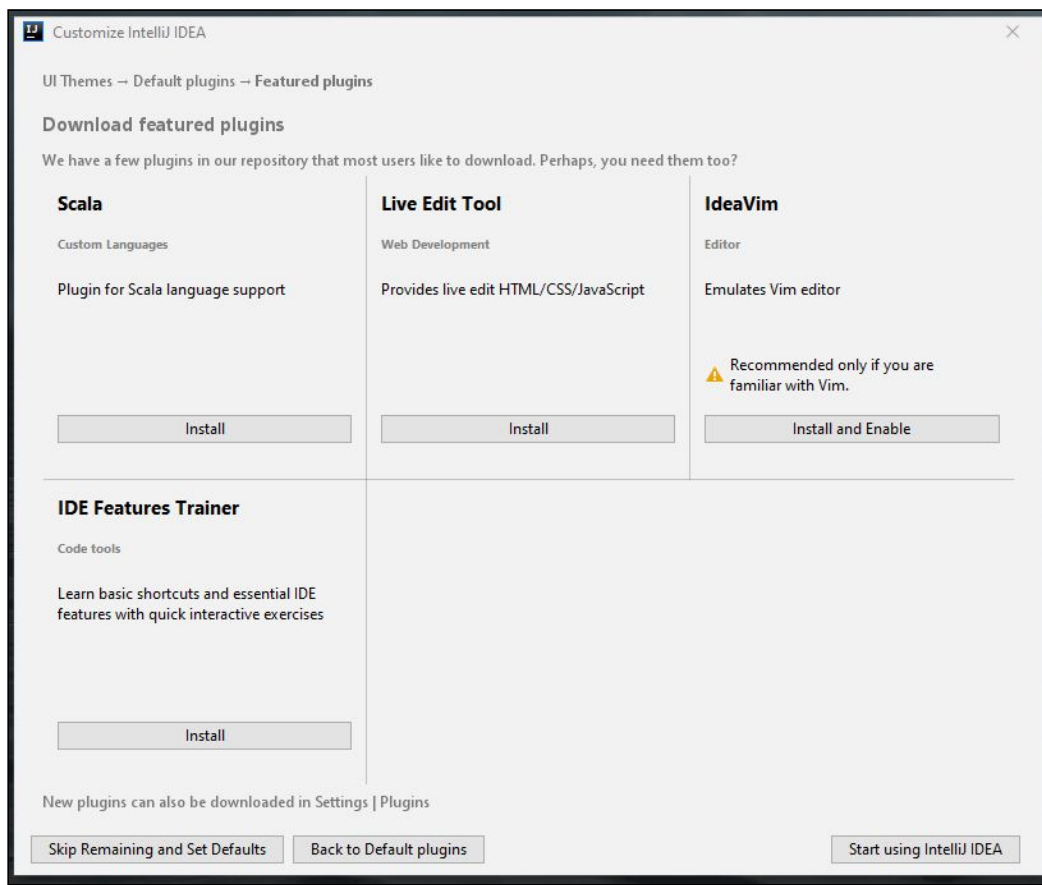 IJ Customize IntelliJ IDEA
UI Themes → Default plugins → Featured plugins
Download featured plugins
We have a few plugins in our repository that most users like to download. Perhaps, you need them too?
Scala
Custom Languages
Plugin for Scala language support
Install
Live Edit Tool
Web Development
Provides live edit HTML/CSS/JavaScript
Install
IdeaVim
Editor
Emulates Vim editor
Recommended only if you are
familiar with Vim.
Install and Enable
IDE Features Trainer
Code tools
Learn basic shortcuts and essential IDE
features with quick interactive exercises
Install
New plugins can also be downloaded in Settings | Plugins
Skip Remaining and Set Defaults
Back to Default plugins
Start using IntelliJ IDEA